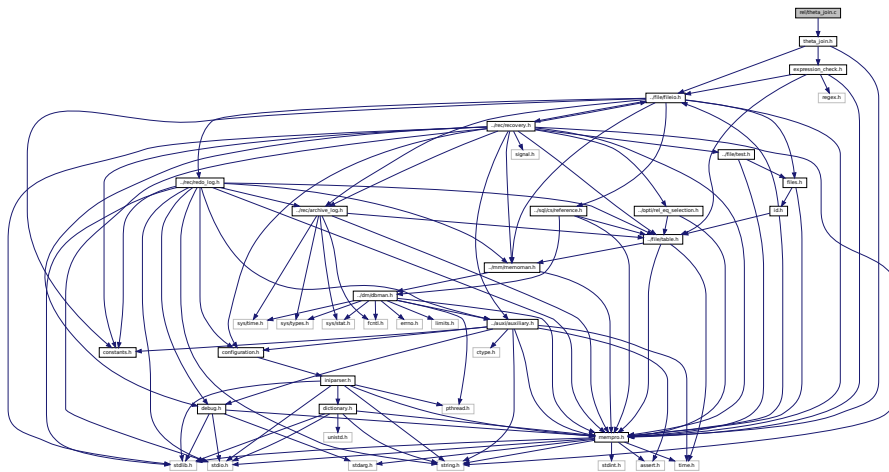 rel/theta_join.c
theta_join.h
expression_check.h
../file/fileio.h
regex.h
../rec/recovery.h
signal.h
../file/test.h
../rec/redo_log.h
files.h
../rec/archive_log.h
../sql/cs/reference.h
../opti/rel_eq_selection.h
id.h
../file/table.h
../mm/memoman.h
../dm/dbman.h
sys/time.h
sys/types.h
sys/stat.h
fcntl.h
errno.h
limits.h
../auxi/auxiliary.h
constants.h
configuration.h
ctype.h
iniparser.h
debug.h
dictionary.h
pthread.h
unistd.h
mempro.h
stdlib.h
stdio.h
stdarg.h
string.h
stdint.h
assert.h
time.h